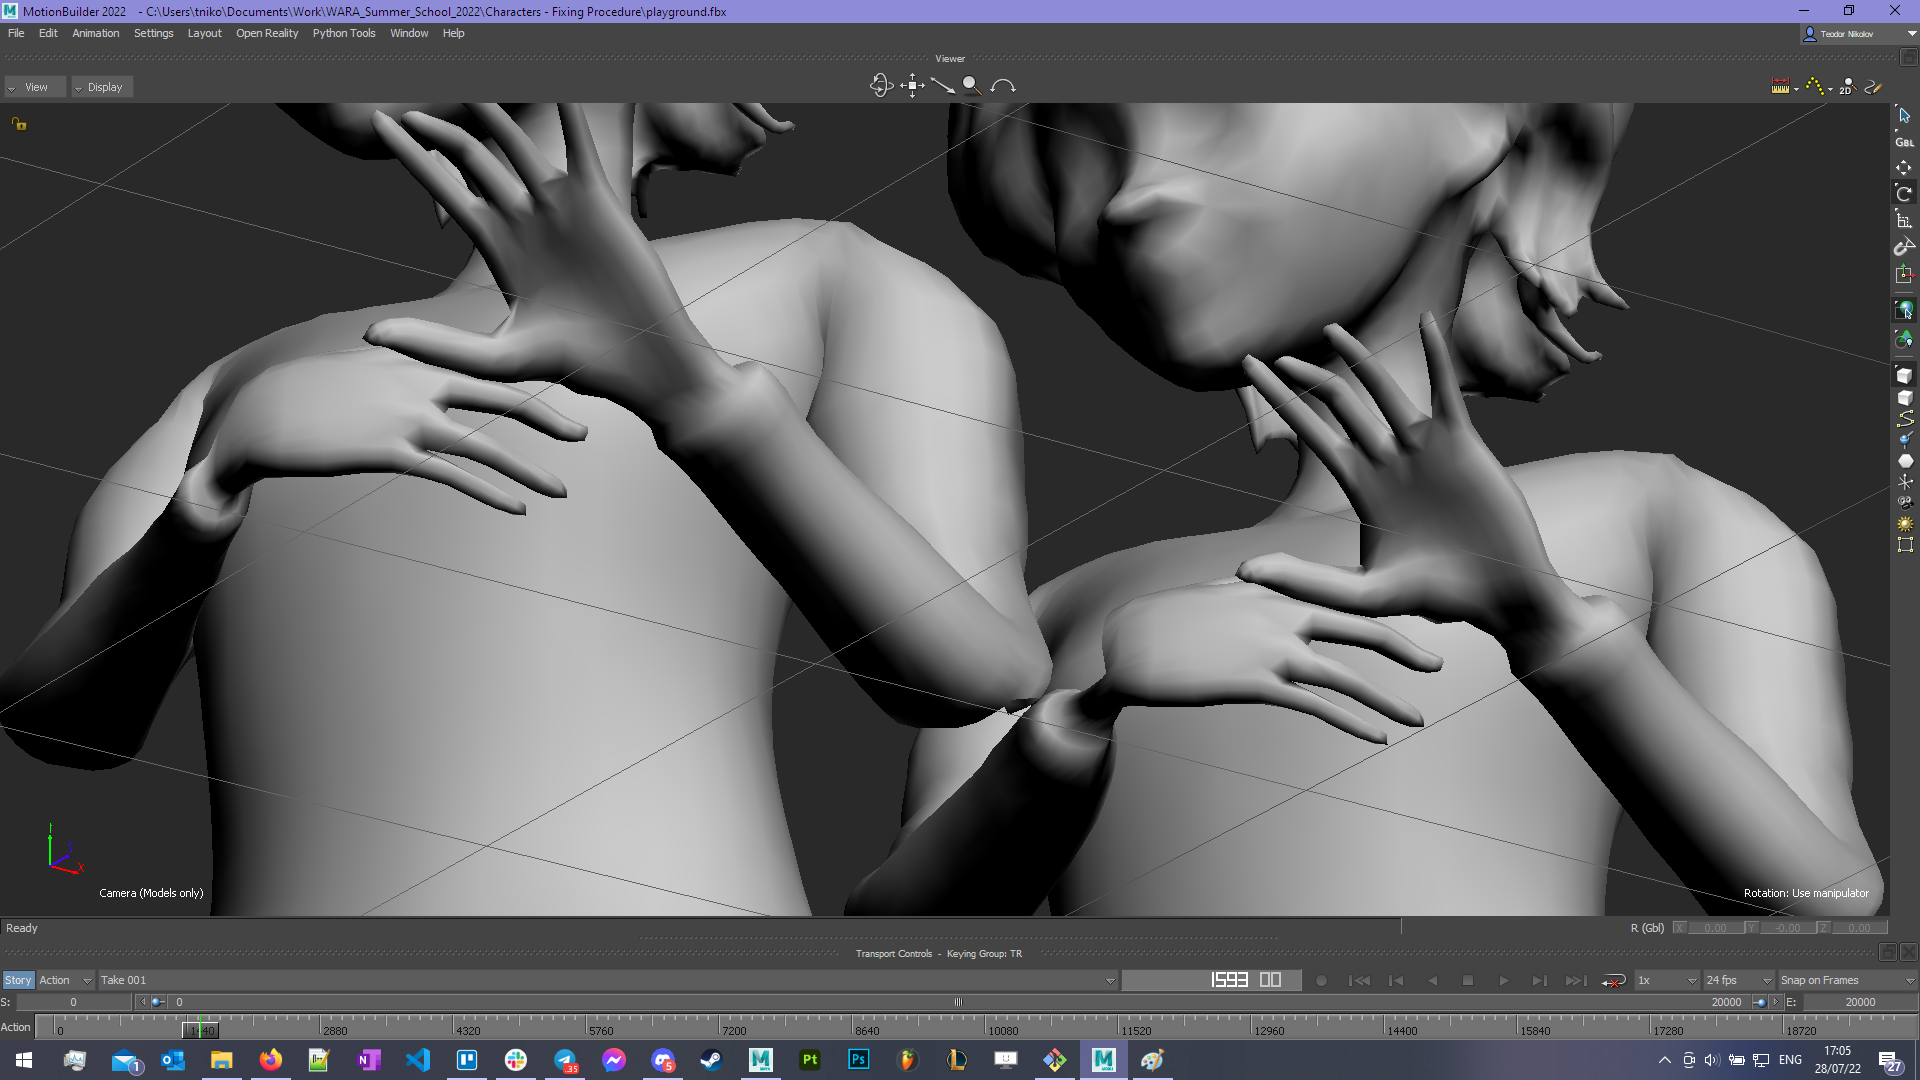 MotionBuilder 2022 - C:\Users\tniko\Documents\Work\WARA_Summer_School_2022\Characters - Fixing Procedure\playground.fbx
File Edit Animation Settings Layout Open Reality Python Tools Window Help
Teodor Nikolov
Viewer
View Display
2D
GBL
Camera (Models only)
Rotation: Use manipulator
Ready
R (Gbl) X 0.00 Y -0.00 Z 0.00
Transport Controls - Keying Group: TR
Story Action Take 001 1593 00 1x 24 fps Snap on Frames
S: 0 0 20000 E: 20000
Action 0 1440 2880 4320 5760 7200 8640 10080 11520 12960 14400 15840 17280 18720
1 .35 5 Pt Ps ENG 17:05
28/07/22 27